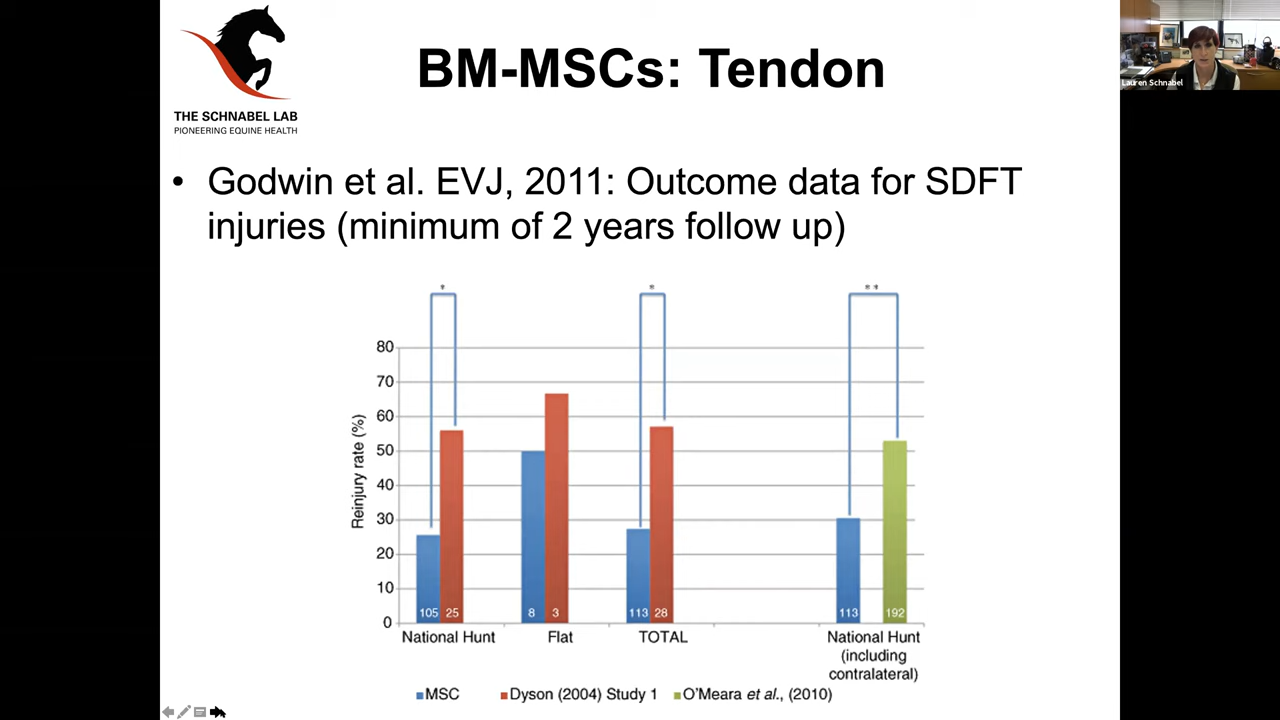 BM-MSCs: Tendon
THE SCHNABEL LAB
PIONEERING EQUINE HEALTH
Lauren Schnabel
• Godwin et al. EVJ, 2011: Outcome data for SDFT
injuries (minimum of 2 years follow up)
* * **
80
70
60
50
40
30
20
10
0
Reinjury rate (%)
105 25 8 3 113 28 113 192
National Hunt Flat TOTAL National Hunt
(including
contralateral)
MSC Dyson (2004) Study 1 O'Meara et al., (2010)